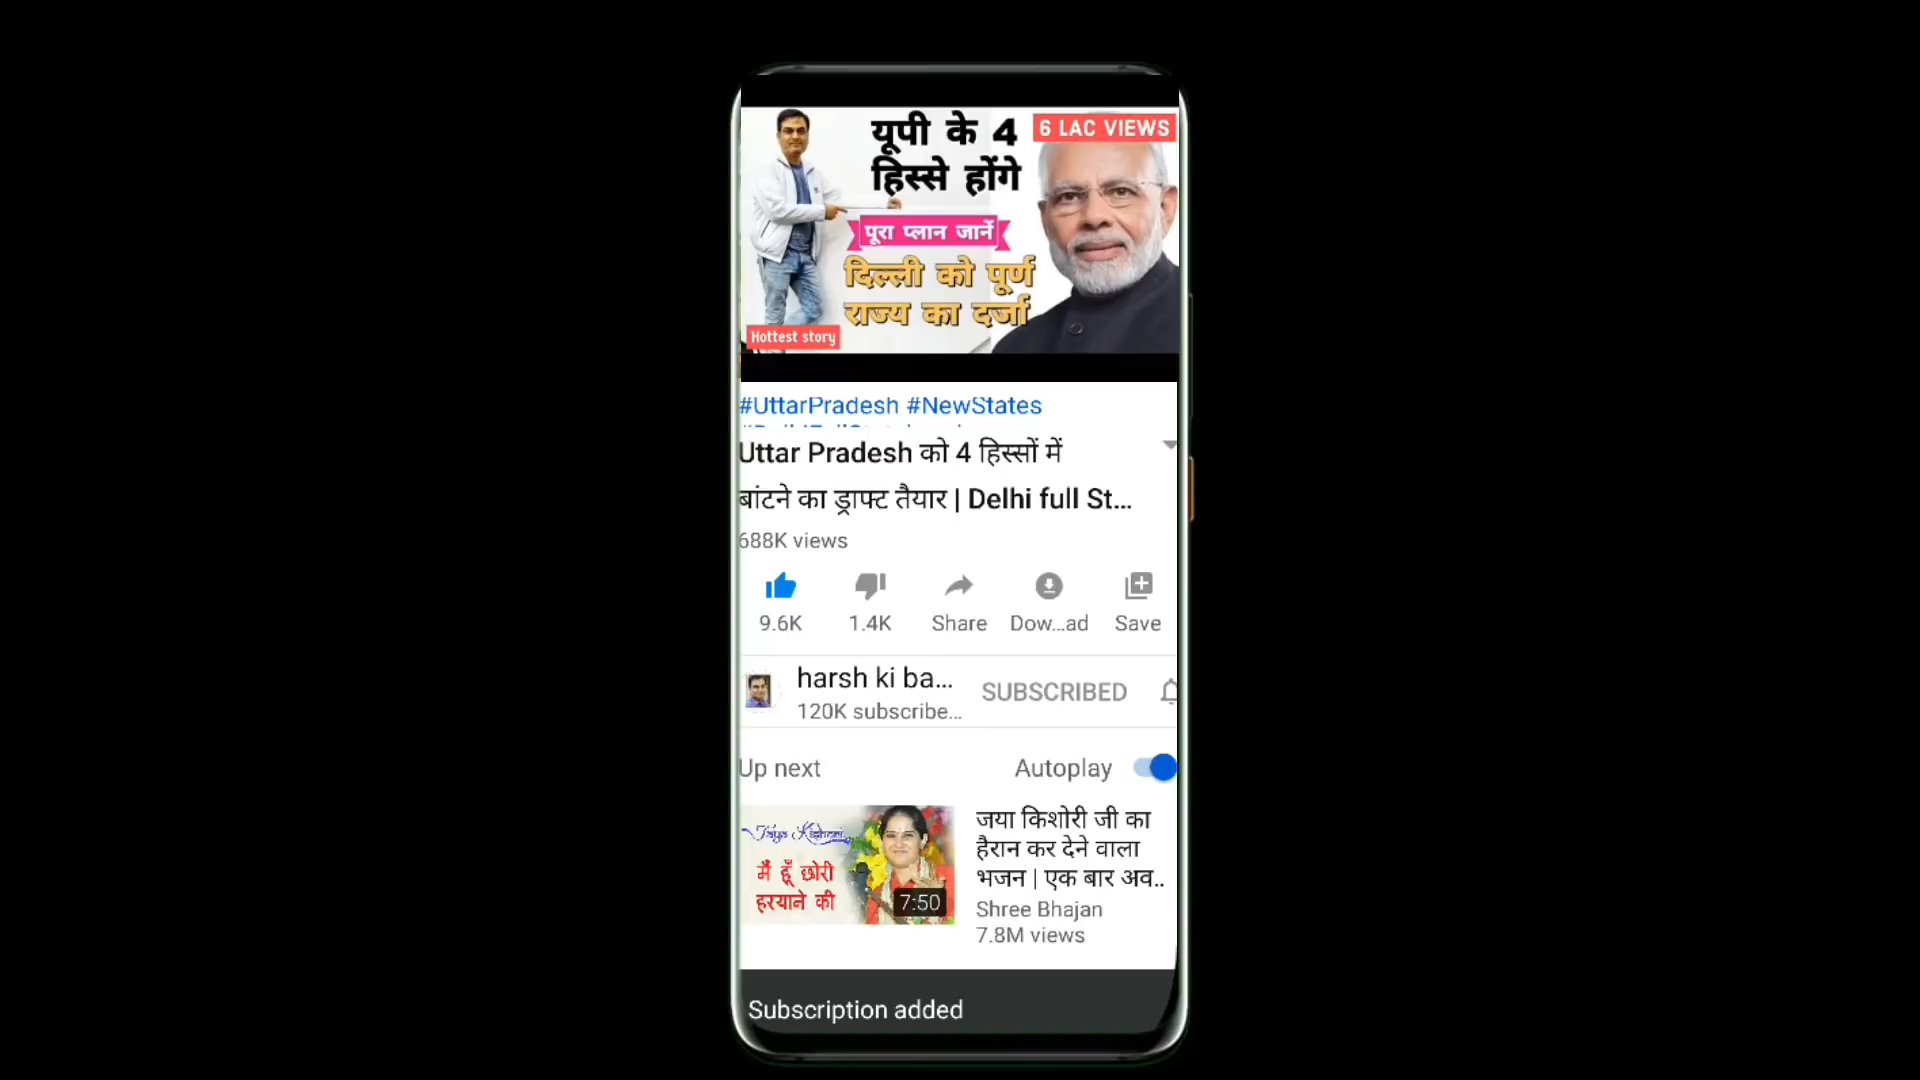 यूपी के 4
हिस्से होंगे
6 LAC VIEWS
पूरा प्लान जानें
दिल्ली को पूर्ण
राज्य का दर्जा
Hottest story
#UttarPradesh #NewStates
Uttar Pradesh को 4 हिस्सों में
बांटने का ड्राफ्ट तैयार | Delhi full St...
688K views
9.6K
1.4K
Share
Dow...ad
Save
harsh ki ba...
120K subscribe...
SUBSCRIBED
Up next
Autoplay
Jaya Kishori
मैं हूँ छोरी
हरयाने की
7:50
जया किशोरी जी का
हैरान कर देने वाला
भजन | एक बार अव..
Shree Bhajan
7.8M views
Subscription added